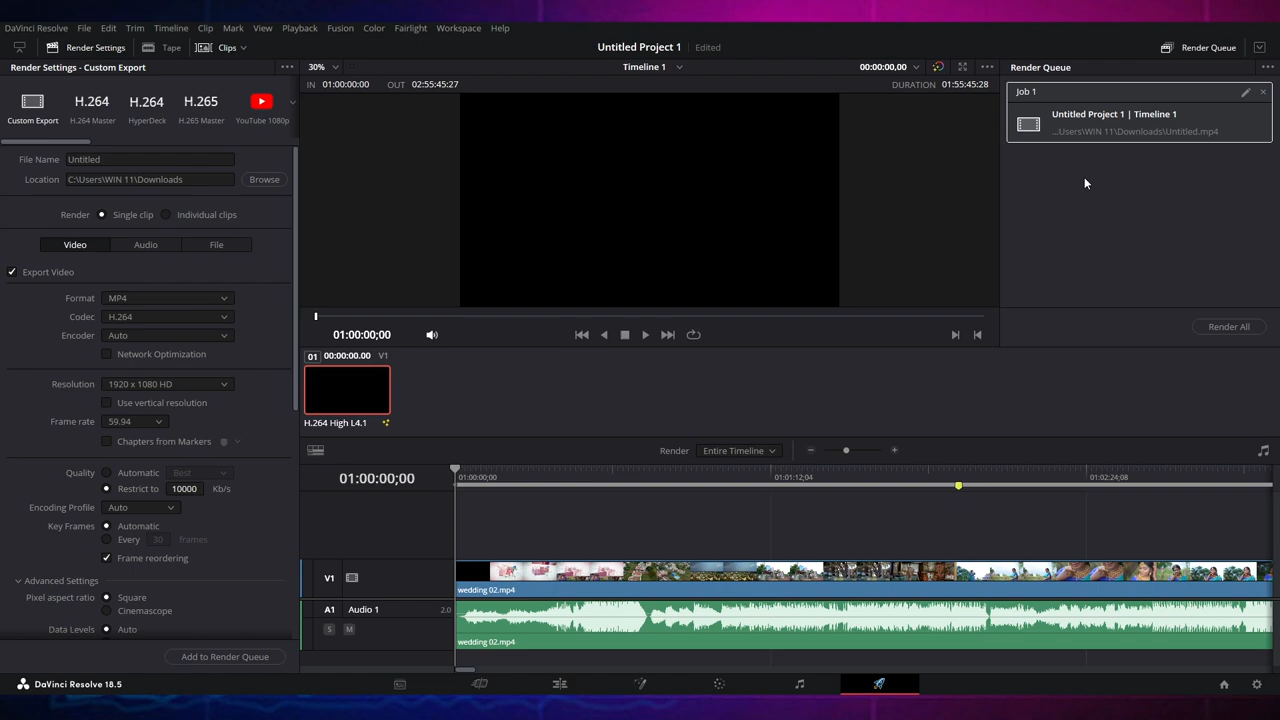 DaVinci Resolve File Edit Trim Timeline Clip Mark View Playback Fusion Color Fairlight Workspace Help
Render Settings Tape Clips Untitled Project 1 Edited Render Queue
Render Settings - Custom Export 30% Timeline 1 00:00:00,00 Render Queue
IN 01:00:00:00 OUT 02:55:45:27 DURATION 01:55:45:28
H.264 H.264 H.265
Custom Export H.264 Master HyperDeck H.265 Master YouTube 1080p
Job 1
Untitled Project 1 | Timeline 1
...Users\WIN 11\Downloads\Untitled.mp4
File Name Untitled
Location C:\Users\WIN 11\Downloads Browse
Render Single clip Individual clips
Video Audio File
Export Video
Format MP4
Codec H.264
Encoder Auto
Network Optimization
01:00:00;00
Render All
01 00:00:00.00 V1
H.264 High L4.1
Resolution 1920 x 1080 HD
Use vertical resolution
Frame rate 59.94
Chapters from Markers
Render Entire Timeline
Quality Automatic Best
Restrict to 10000 Kb/s
Encoding Profile Auto
Key Frames Automatic
Every 30 frames
Frame reordering
Advanced Settings
Pixel aspect ratio Square
Cinemascope
Data Levels Auto
Add to Render Queue
01:00:00;00 01:00:00;00 01:01:12;04 01:02:24;08
V1
wedding 02.mp4
A1 Audio 1 2.0
S M
wedding 02.mp4
DaVinci Resolve 18.5